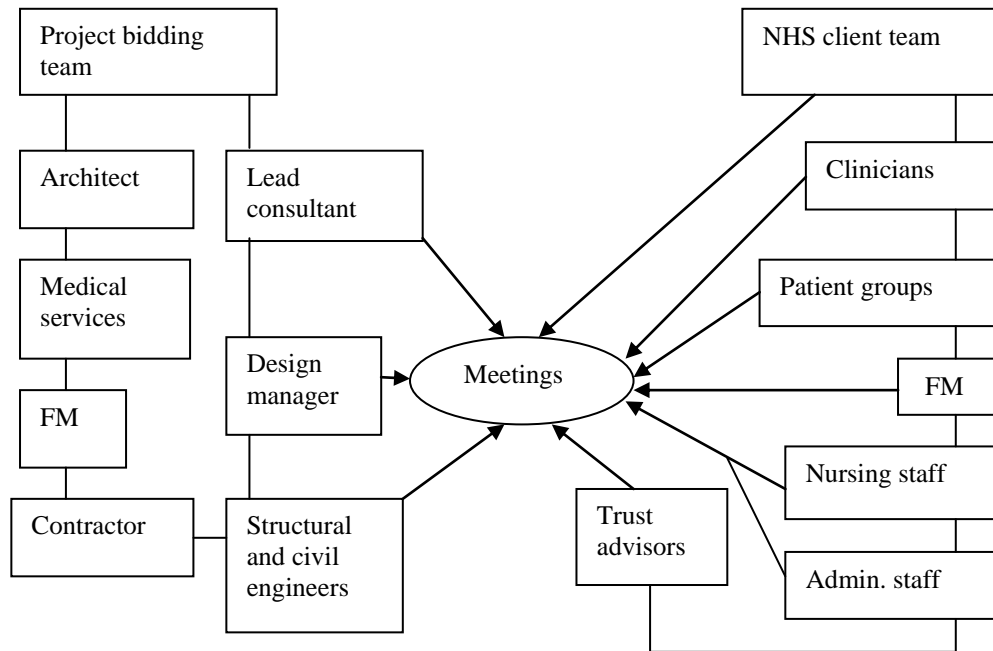 Project bidding
team
NHS client team
Architect
Lead
consultant
Clinicians
Medical
services
Patient groups
Design
manager
Meetings
FM
FM
Contractor
Structural
and civil
engineers
Trust
advisors
Nursing staff
Admin. staff